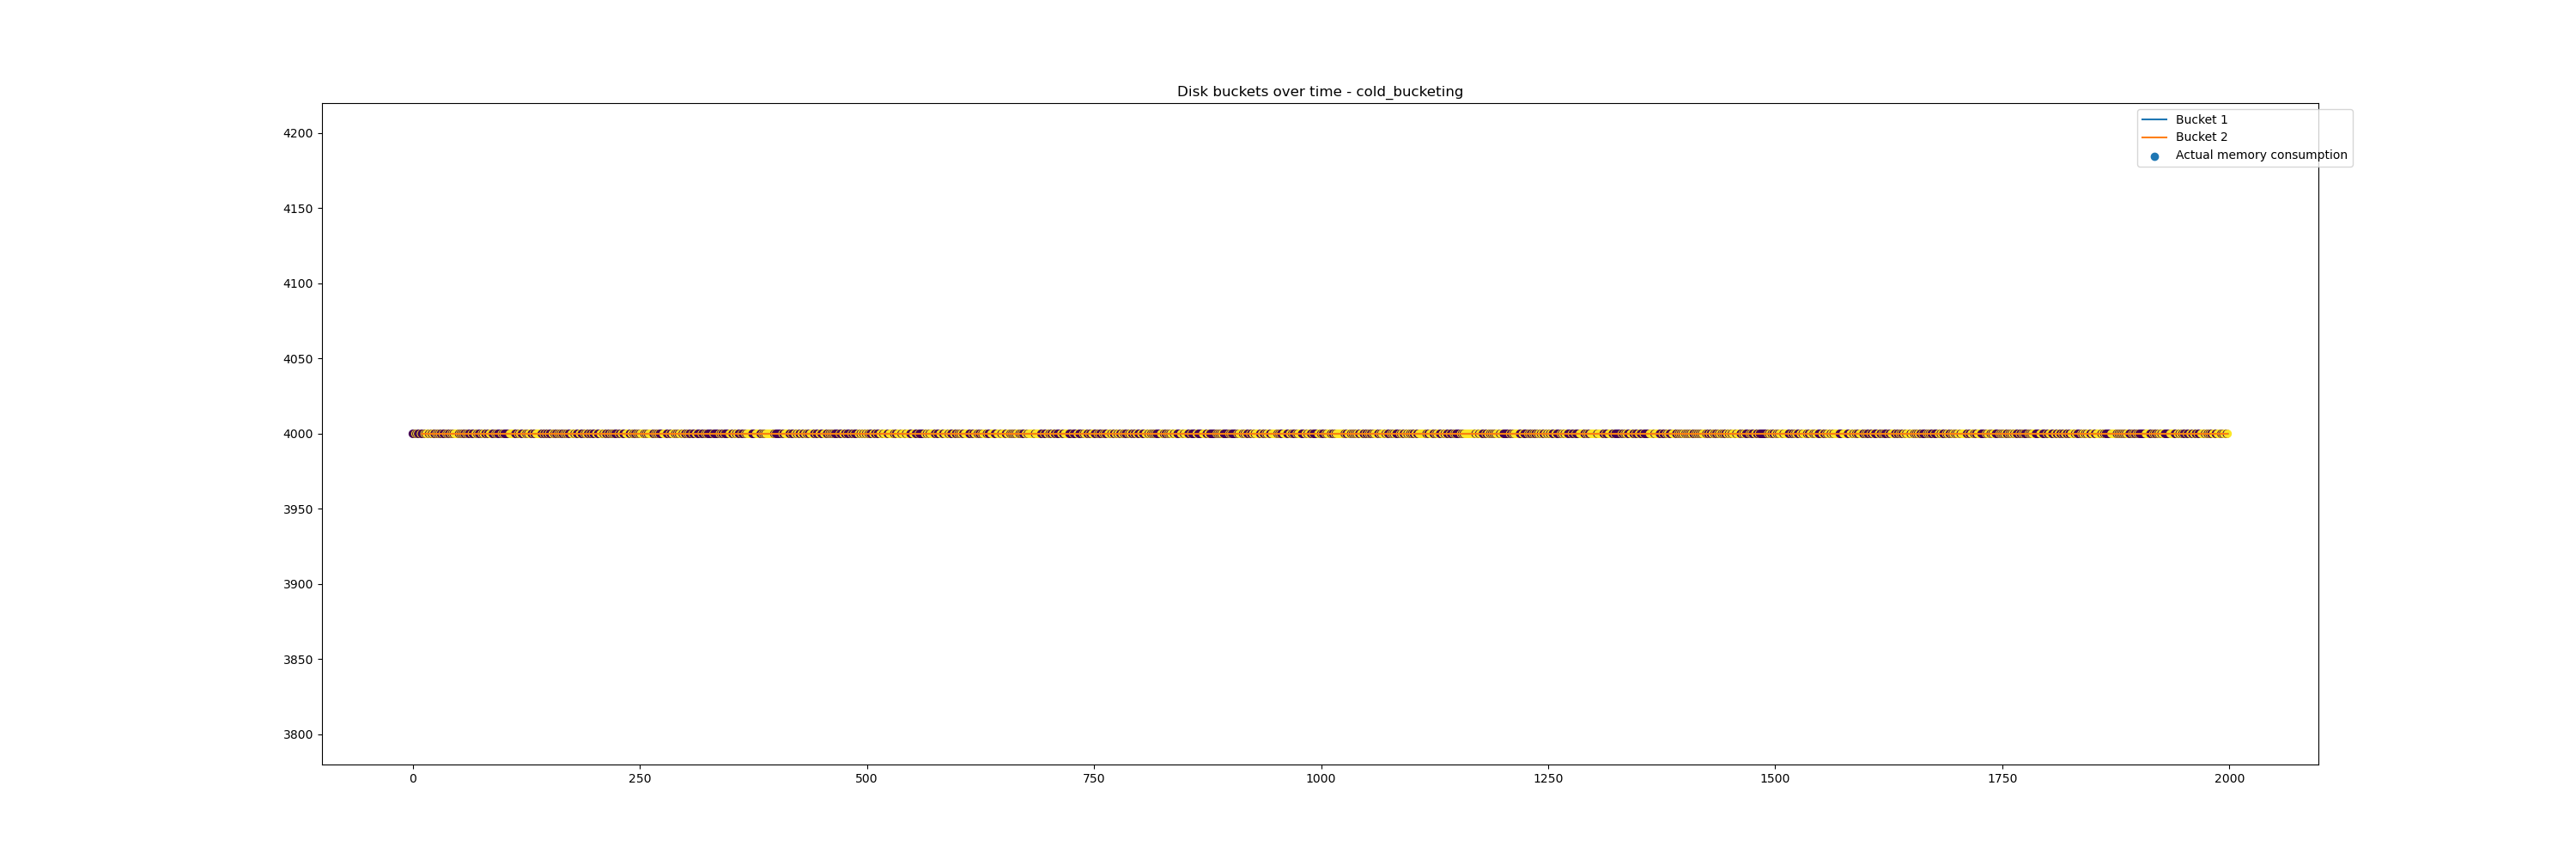 Disk buckets over time - cold_bucketing
Bucket 1
Bucket 2
Actual memory consumption
4200
4150
4100
4050
4000
3950
3900
3850
3800
0 250 500 750 1000 1250 1500 1750 2000